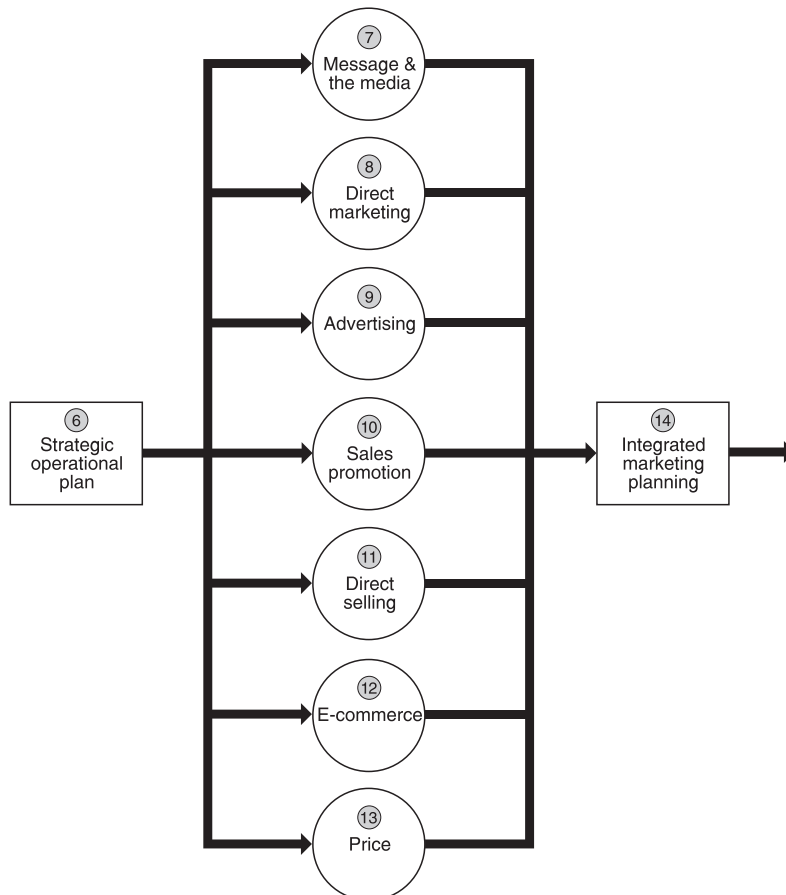 7
Message &
the media
8
Direct
marketing
9
Advertising
6
Strategic
operational
plan
10
Sales
promotion
14
Integrated
marketing
planning
11
Direct
selling
12
E-commerce
13
Price